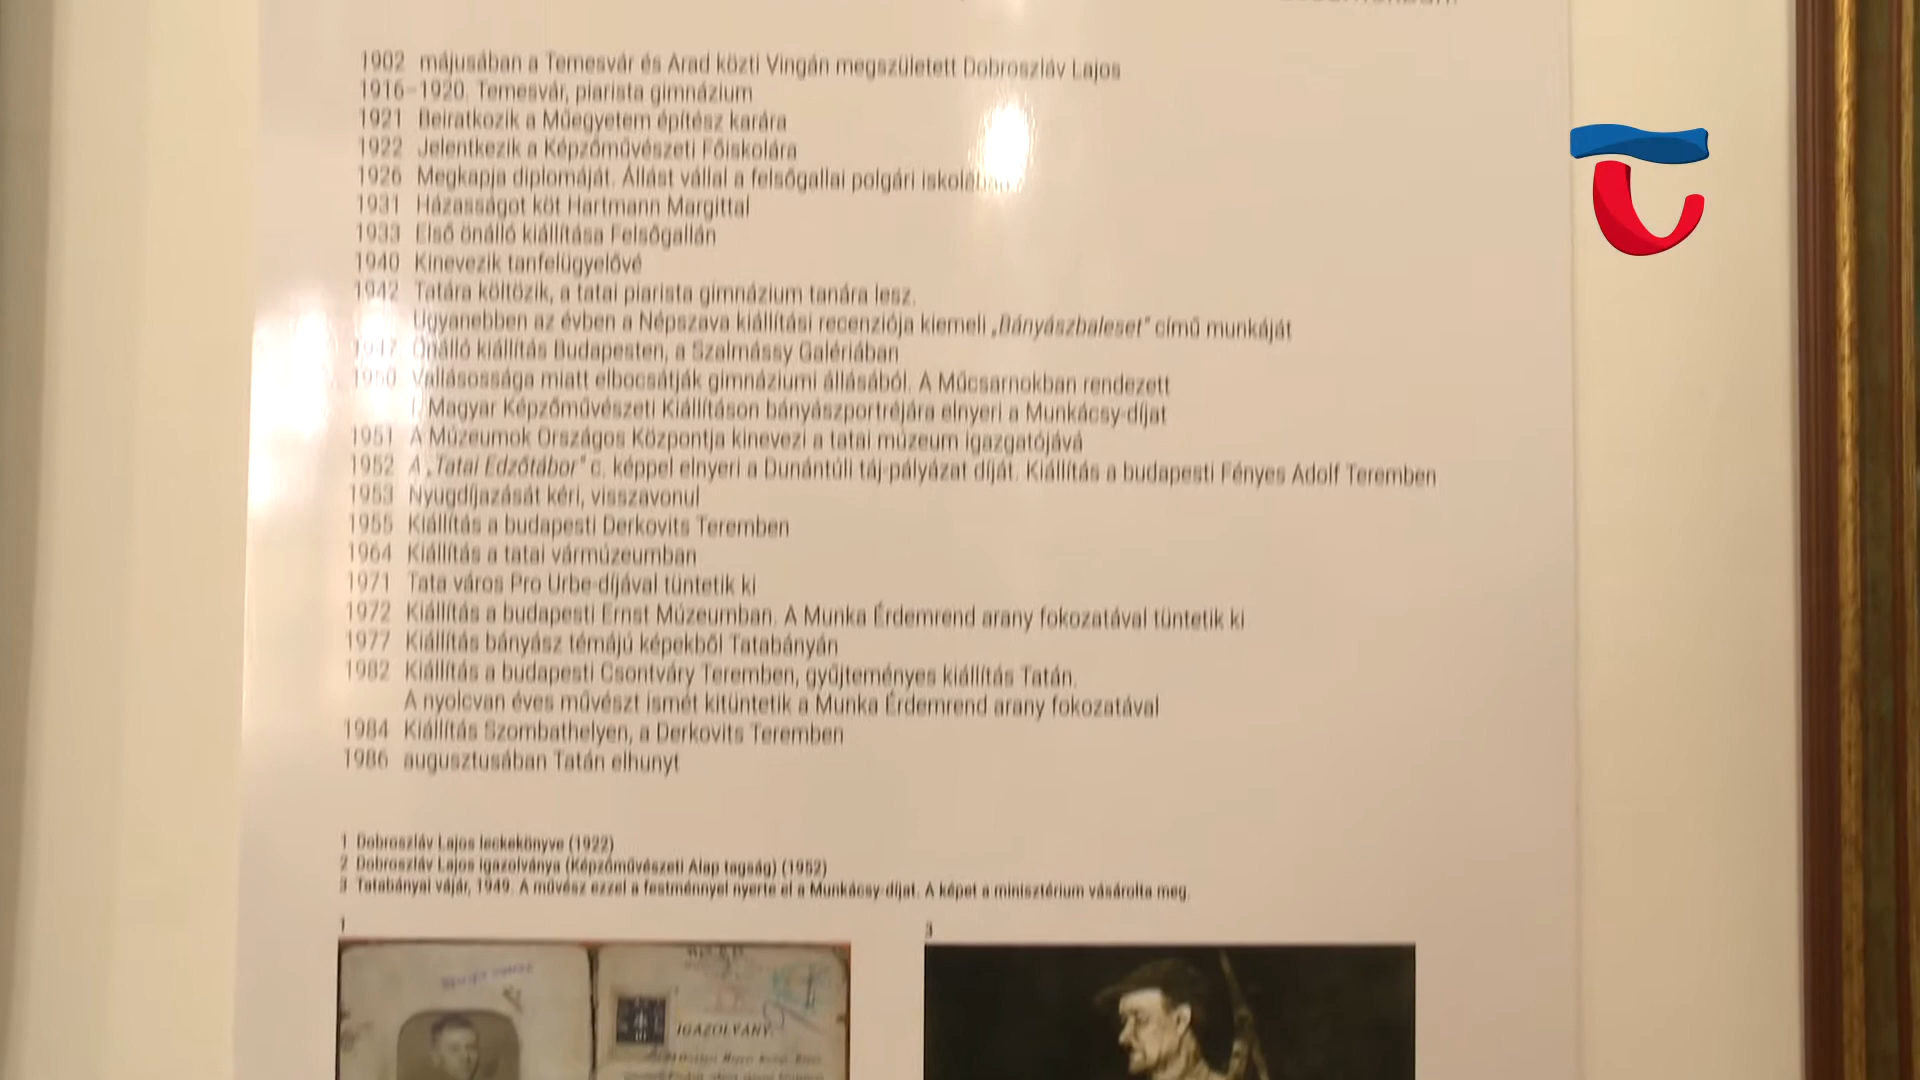 1902 májusában a Temesvár és Arad közti Vingán megszületett Dobroszláv Lajos
1916–1920. Temesvár, piarista gimnázium
1921 Beiratkozik a Műegyetem építész karára
1922 Jelentkezik a Képzőművészeti Főiskolára
1926 Megkapja diplomáját. Állást vállal a felsőgallai polgári iskolában
1931 Házasságot köt Hartmann Margittal
1933 Első önálló kiállítása Felsőgallán
1940 Kinevezik tanfelügyelővé
1942 Tatára költözik, a tatai piarista gimnázium tanára lesz.
Ugyanebben az évben a Népszava kiállítási recenziója kiemeli „Bányászbaleset” című munkáját
1947 Önálló kiállítás Budapesten, a Szalmássy Galériában
1950 Vallásossága miatt elbocsátják gimnáziumi állásából. A Műcsarnokban rendezett
I. Magyar Képzőművészeti Kiállításon bányászportréjára elnyeri a Munkácsy-díjat
1951 A Múzeumok Országos Központja kinevezi a tatai múzeum igazgatójává
1952 A „Tatai Edzőtábor” c. képpel elnyeri a Dunántúli táj-pályázat díját. Kiállítás a budapesti Fényes Adolf Teremben
1953 Nyugdíjazását kéri, visszavonul
1955 Kiállítás a budapesti Derkovits Teremben
1964 Kiállítás a tatai vármúzeumban
1971 Tata város Pro Urbe-díjával tüntetik ki
1972 Kiállítás a budapesti Ernst Múzeumban. A Munka Érdemrend arany fokozatával tüntetik ki
1977 Kiállítás bányász témájú képekből Tatabányán
1982 Kiállítás a budapesti Csontváry Teremben, gyűjteményes kiállítás Tatán.
A nyolcvan éves művészt ismét kitüntetik a Munka Érdemrend arany fokozatával
1984 Kiállítás Szombathelyen, a Derkovits Teremben
1986 augusztusában Tatán elhunyt
1 Dobroszláv Lajos leckekönyve (1922)
2 Dobroszláv Lajos igazolványa (Képzőművészeti Alap tagság) (1952)
3 Tatabányai vájár, 1949. A művész ezzel a festménnyel nyerte el a Munkácsy-díjat. A képet a minisztérium vásárolta meg.
1
3
IGAZOLVÁNY